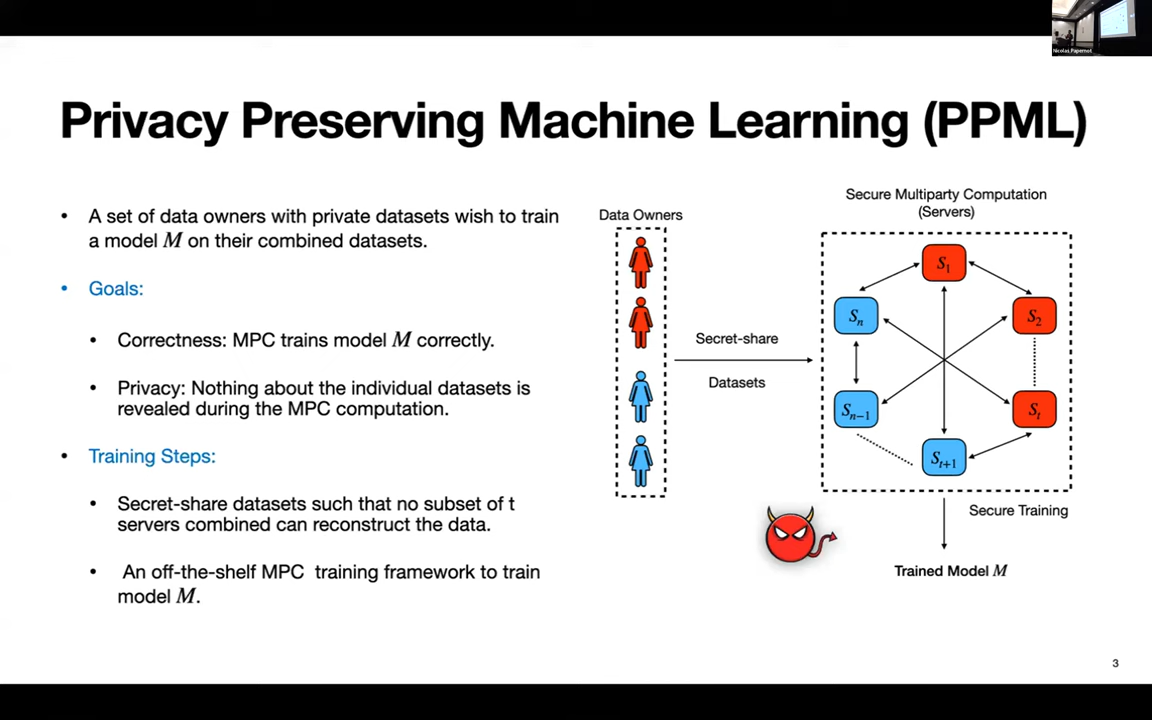 Nicolas Papernot
Privacy Preserving Machine Learning (PPML)
• A set of data owners with private datasets wish to train
a model M on their combined datasets.
• Goals:
• Correctness: MPC trains model M correctly.
• Privacy: Nothing about the individual datasets is
revealed during the MPC computation.
• Training Steps:
• Secret-share datasets such that no subset of t
servers combined can reconstruct the data.
• An off-the-shelf MPC training framework to train
model M.
Data Owners
Secret-share
Datasets
Secure Multiparty Computation
(Servers)
S₁
Sₙ
S₂
Sₙ₋₁
Sₜ
Sₜ₊₁
Secure Training
Trained Model M
3